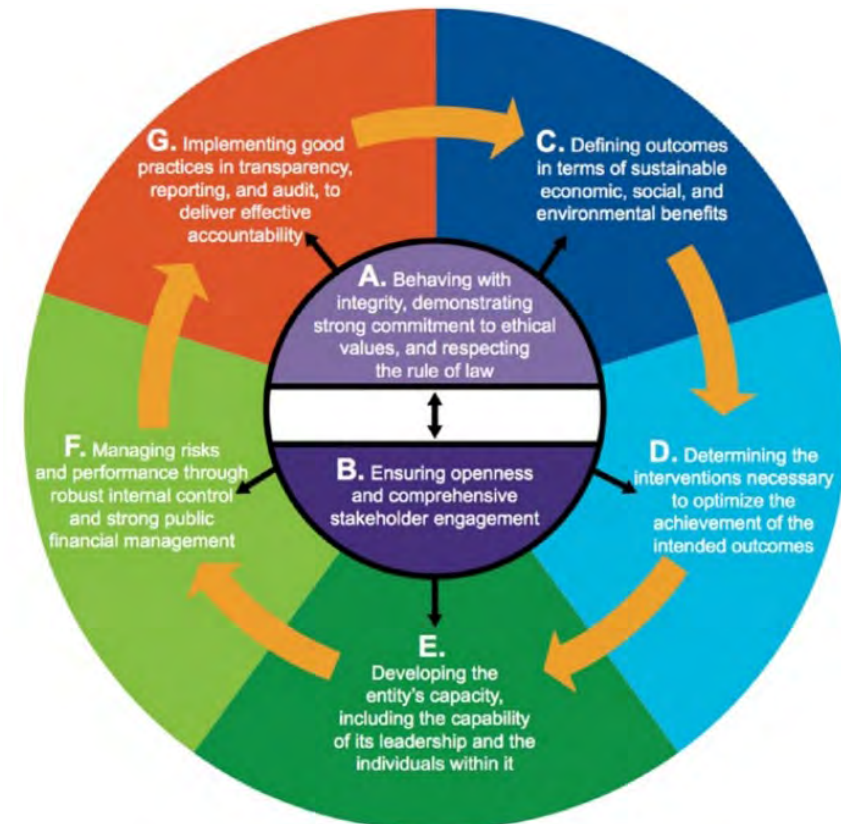 G. Implementing good
practices in transparency,
reporting, and audit, to
deliver effective
accountability
C. Defining outcomes
in terms of sustainable
economic, social, and
environmental benefits
A. Behaving with
integrity, demonstrating
strong commitment to ethical
values, and respecting
the rule of law
B. Ensuring openness
and comprehensive
stakeholder engagement
D. Determining the
interventions necessary
to optimize the
achievement of the
intended outcomes
E.
Developing the
entity's capacity,
including the capability
of its leadership and the
individuals within it
F. Managing risks
and performance through
robust internal control
and strong public
financial management